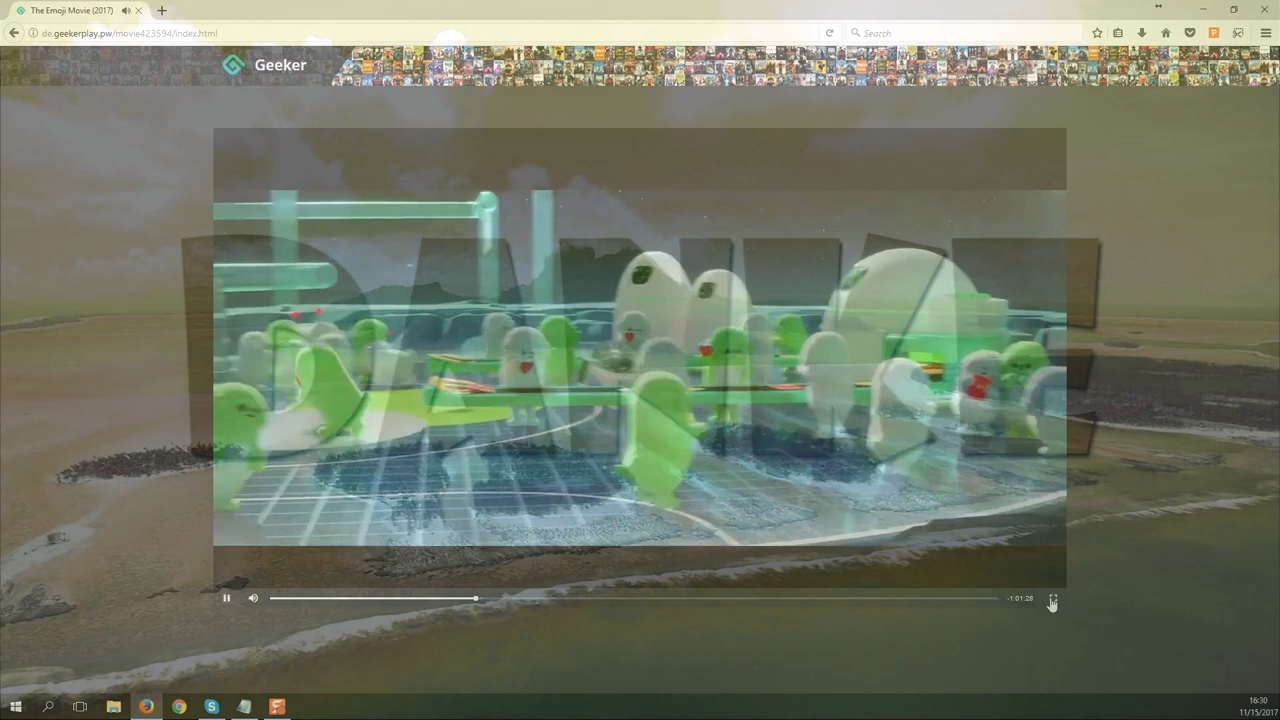 The Emoji Movie (2017)
de.geekerplay.pw/movie423594/index.html
Search
Geeker
-1:01:28
16:30
11/15/2017